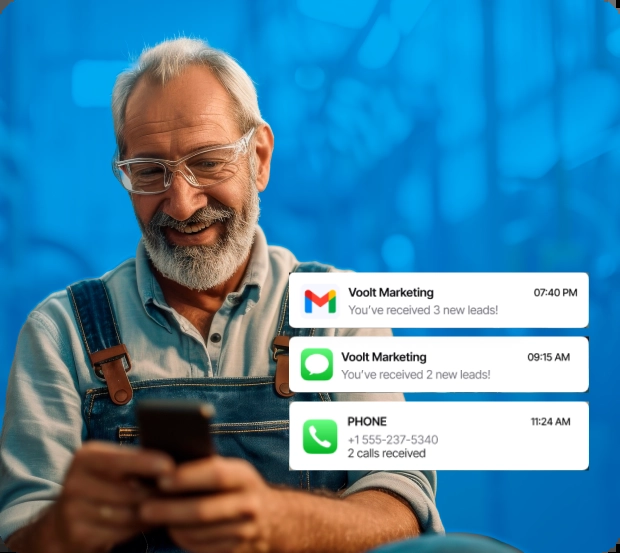 Voolt Marketing 07:40 PM
You've received 3 new leads!
Voolt Marketing 09:15 AM
You've received 2 new leads!
PHONE 11:24 AM
+1 555-237-5340
2 calls received